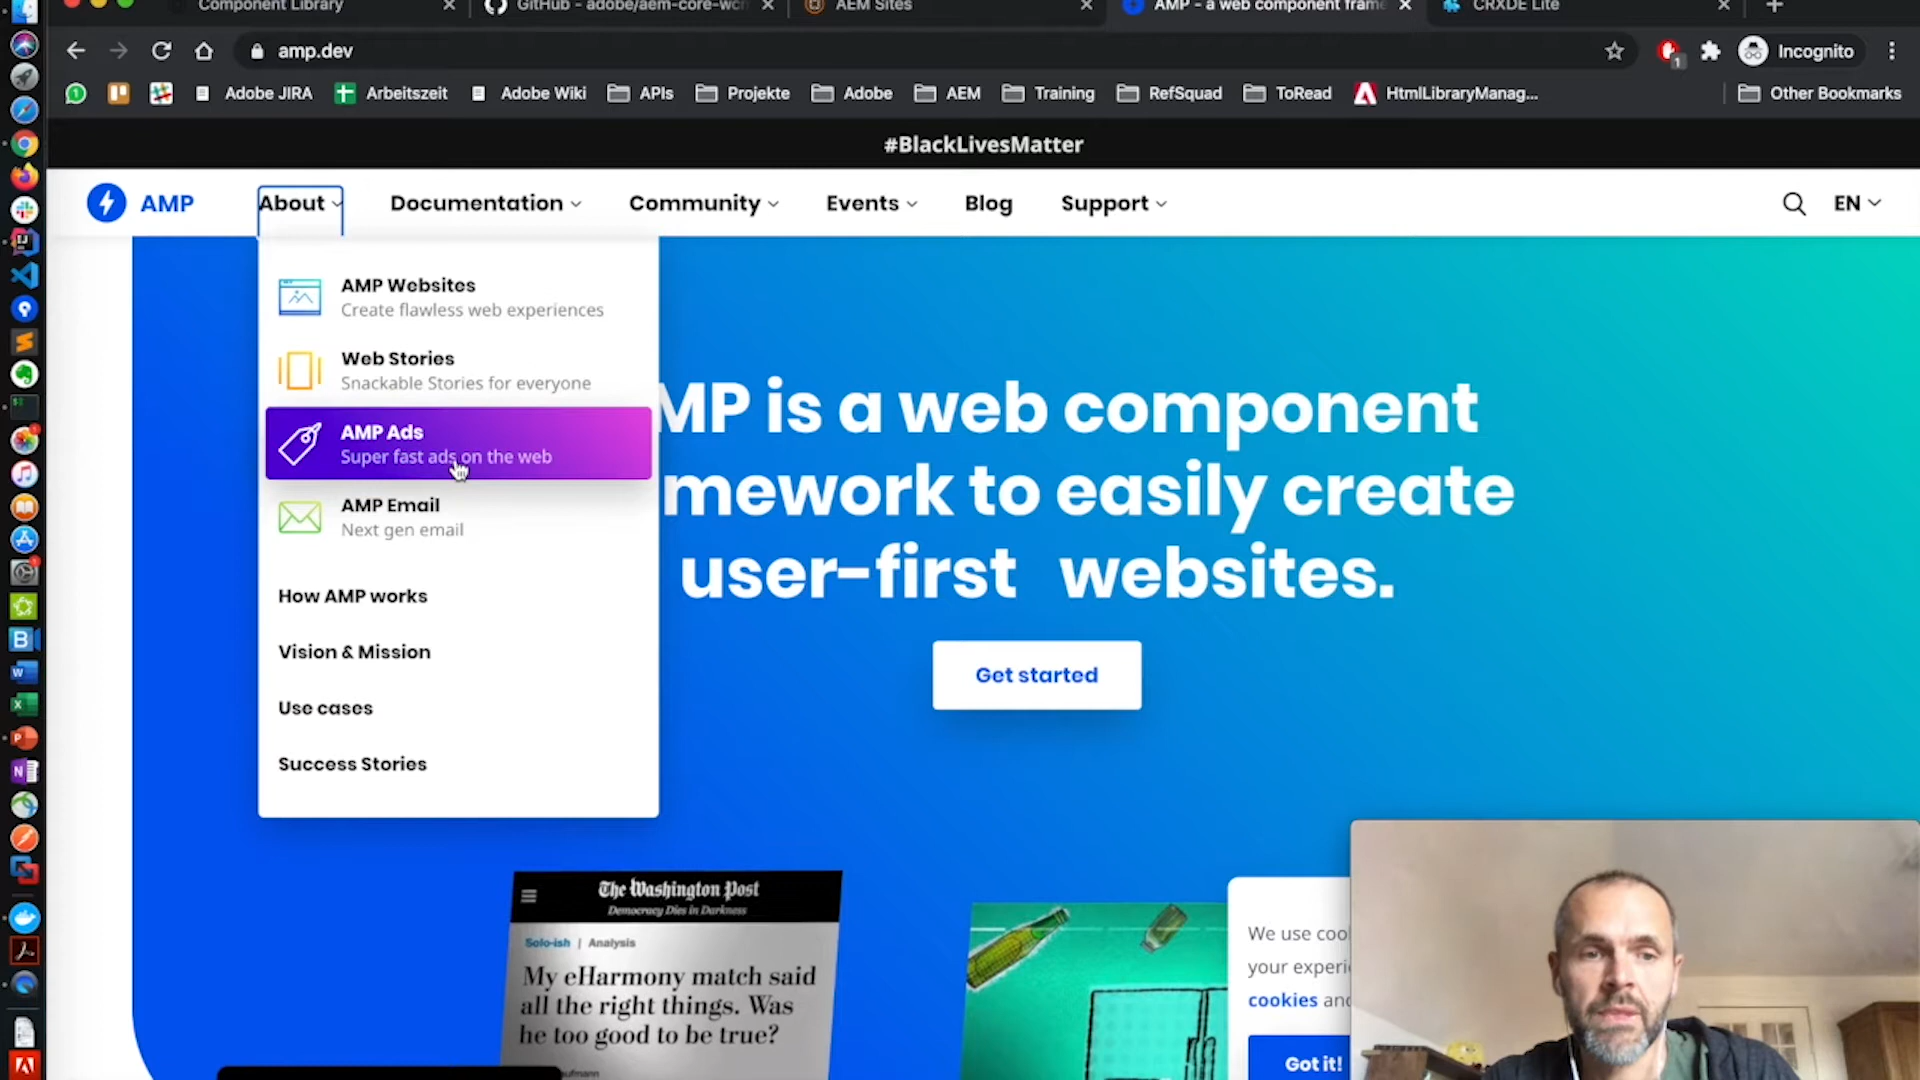 Component Library
GitHub - adobe/aem-core-wcm
AEM Sites
AMP - a web component frame
CRXDE Lite
amp.dev
1
Incognito
Adobe JIRA
Arbeitszeit
Adobe Wiki
APIs
Projekte
Adobe
AEM
Training
RefSquad
ToRead
HtmlLibraryManag...
Other Bookmarks
#BlackLivesMatter
AMP
About
Documentation
Community
Events
Blog
Support
EN
AMP Websites
Create flawless web experiences
Web Stories
Snackable Stories for everyone
AMP Ads
Super fast ads on the web
AMP Email
Next gen email
How AMP works
Vision & Mission
Use cases
Success Stories
MP is a web component
mework to easily create
user-first websites.
Get started
The Washington Post
Democracy Dies in Darkness
Solo-ish | Analysis
My eHarmony match said
all the right things. Was
he too good to be true?
aufmann
We use coo
your experi
cookies and
Got it!